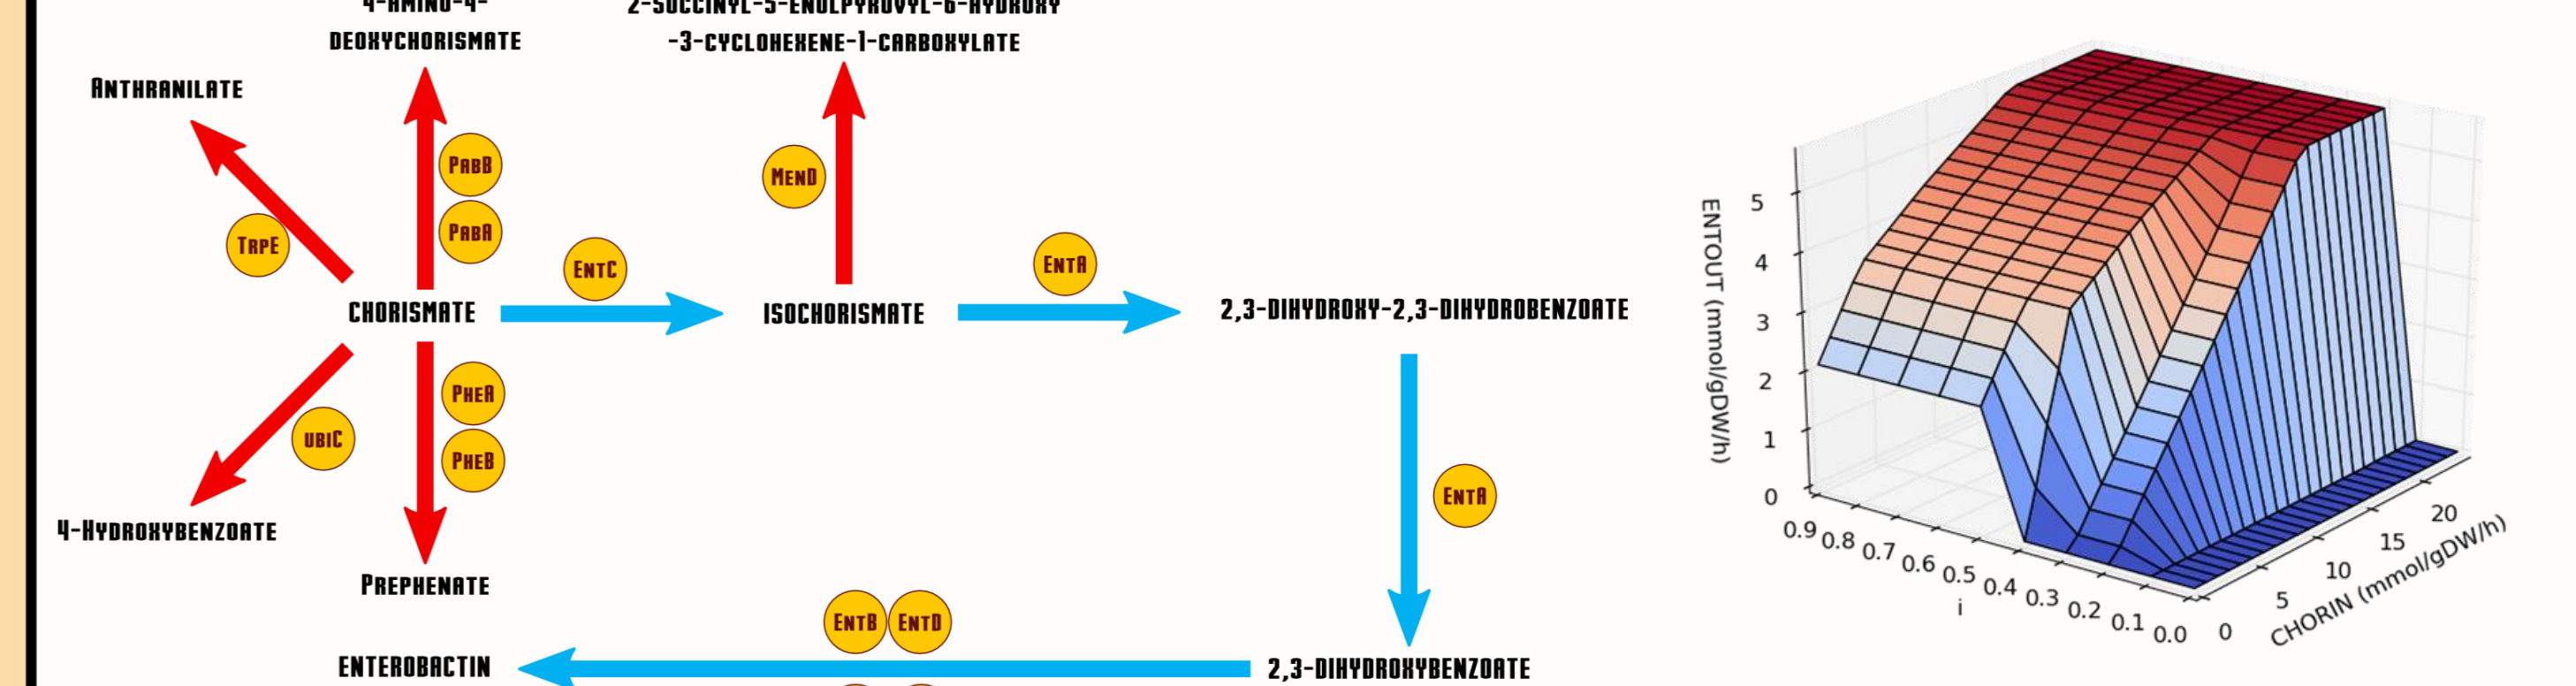 4-AMINO-4-
DEOXYCHORISMATE
2-SUCCINYL-5-ENOLPYRUVYL-6-HYDROXY
-3-CYCLOHEXENE-1-CARBOXYLATE
ANTHRANILATE
PABB
MEND
PABA
TRPE
ENTC
ENTA
CHORISMATE
ISOCHORISMATE
2,3-DIHYDROXY-2,3-DIHYDROBENZOATE
PHEA
UBIC
PHEB
ENTA
4-HYDROXYBENZOATE
PREPHENATE
ENTB
ENTD
ENTEROBACTIN
2,3-DIHYDROXYBENZOATE
ENTOUT (mmol/gDW/h)
5
4
3
2
1
0
0.9
0.8
0.7
0.6
0.5
0.4
0.3
0.2
0.1
0.0
i
0
5
10
15
20
CHORIN (mmol/gDW/h)